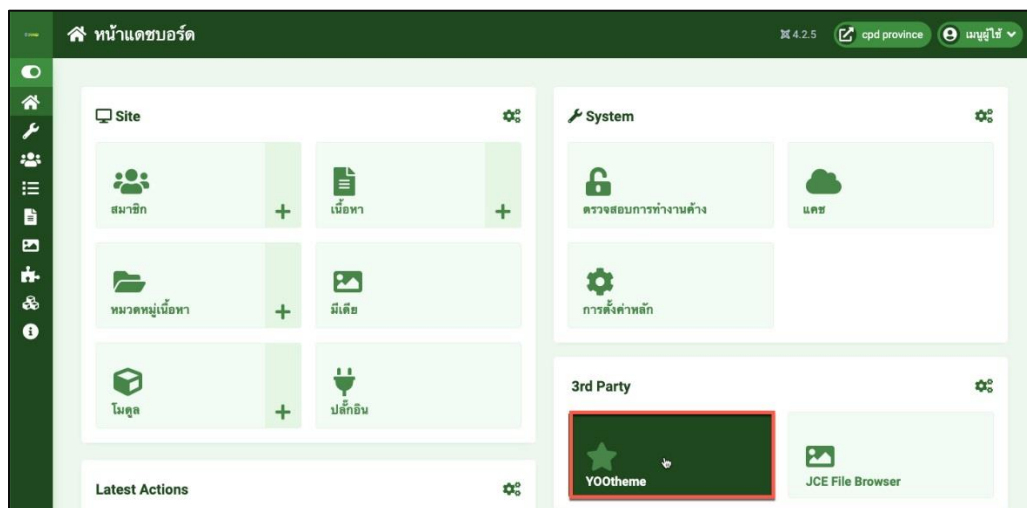 หน้าแดชบอร์ด
4.2.5
cpd province
เมนูผู้ใช้
Site
สมาชิก
เนื้อหา
หมวดหมู่เนื้อหา
มีเดีย
โมดูล
ปลั๊กอิน
Latest Actions
System
ตรวจสอบการทำงานค้าง
แคช
การตั้งค่าหลัก
3rd Party
YOOtheme
JCE File Browser